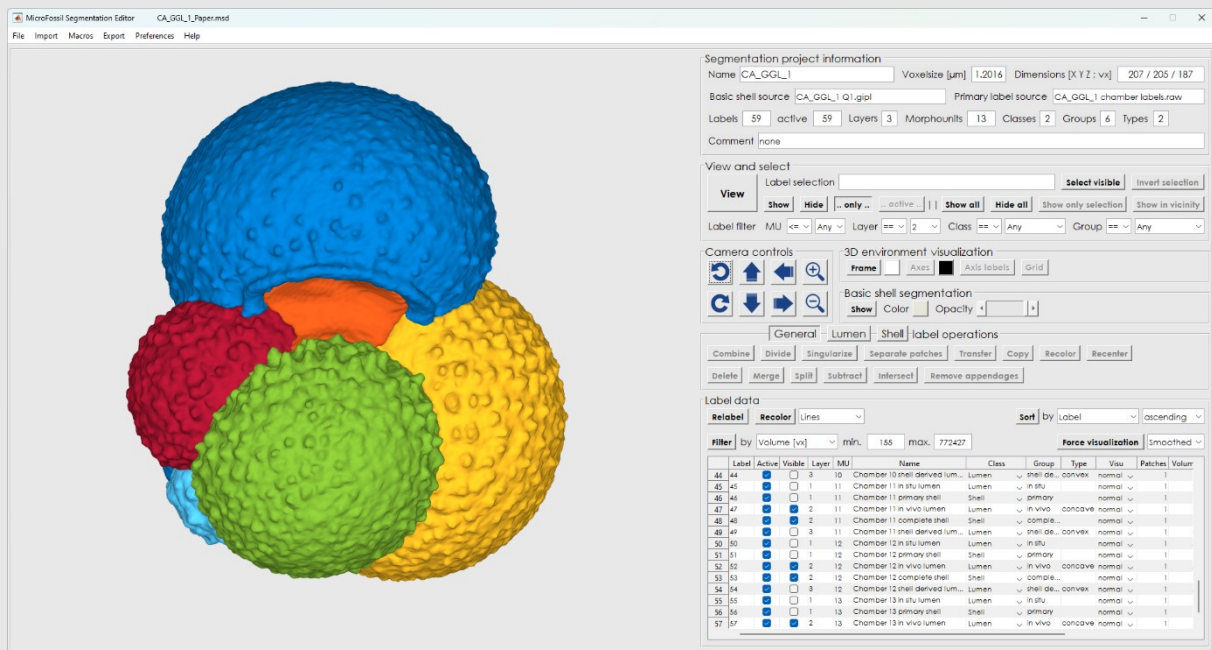 MicroFossil Segmentation Editor CA_GGL_1_Paper.msd
File Import Macros Export Preferences Help
Segmentation project information
Name CA_GGL_1 Voxelsize [µm] 1.2016 Dimensions [X Y Z ; vx] 207 / 205 / 187
Basic shell source CA_GGL_1 Q1.gipl Primary label source CA_GGL_1 chamber labels.raw
Labels 59 active 59 Layers 3 Morphounits 13 Classes 2 Groups 6 Types 2
Comment none
View and select
View Label selection Select visible Invert selection
Show Hide .. only .. .. active .. | | Show all Hide all Show only selection Show in vicinity
Label filter MU <= Any Layer == 2 Class == Any Group == Any
Camera controls 3D environment visualization
Frame Axes Axis labels Grid
Basic shell segmentation
Show Color Opacity
General Lumen Shell label operations
Combine Divide Singularize Separate patches Transfer Copy Recolor Recenter
Delete Merge Split Subtract Intersect Remove appendages
Label data
Relabel Recolor Lines Sort by Label ascending
Filter by Volume [vx] min. 155 max. 772427 Force visualization Smoothed
Label Active Visible Layer MU Name Class Group Type Visu Patches Volum
44 44 3 10 Chamber 10 shell derived lum... Lumen shell de... convex normal 1
45 45 1 11 Chamber 11 in situ lumen Lumen in situ normal 1
46 46 1 11 Chamber 11 primary shell Shell primary normal 1
47 47 2 11 Chamber 11 in vivo lumen Lumen in vivo concave normal 1
48 48 2 11 Chamber 11 complete shell Shell comple... normal 1
49 49 3 11 Chamber 11 shell derived lum... Lumen shell de... convex normal 1
50 50 1 12 Chamber 12 in situ lumen Lumen in situ normal 1
51 51 1 12 Chamber 12 primary shell Shell primary normal 1
52 52 2 12 Chamber 12 in vivo lumen Lumen in vivo concave normal 1
53 53 2 12 Chamber 12 complete shell Shell comple... normal 1
54 54 3 12 Chamber 12 shell derived lum... Lumen shell de... convex normal 1
55 55 1 13 Chamber 13 in situ lumen Lumen in situ normal 1
56 56 1 13 Chamber 13 primary shell Shell primary normal 1
57 57 2 13 Chamber 13 in vivo lumen Lumen in vivo concave normal 1